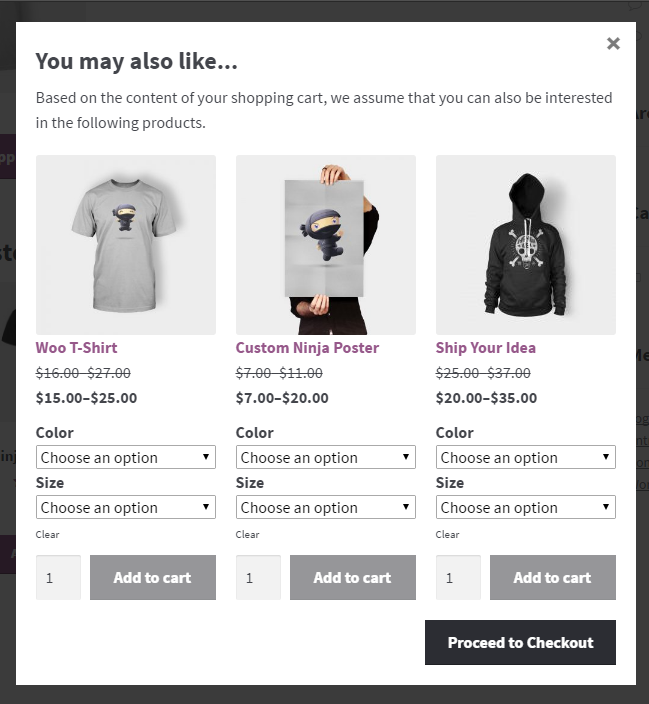 You may also like...
Based on the content of your shopping cart, we assume that you can also be interested
in the following products.
Woo T-Shirt
$16.00–$27.00
$15.00–$25.00
Color
Choose an option
Size
Choose an option
Clear
1
Add to cart
Custom Ninja Poster
$7.00–$11.00
$7.00–$20.00
Color
Choose an option
Size
Choose an option
Clear
1
Add to cart
Ship Your Idea
$25.00–$37.00
$20.00–$35.00
Color
Choose an option
Size
Choose an option
Clear
1
Add to cart
Proceed to Checkout